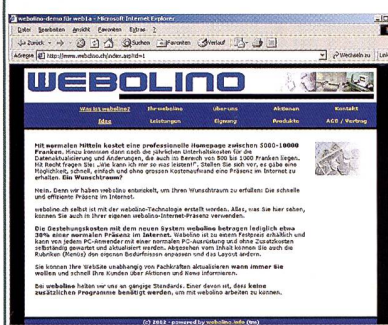 webolino-demo für web1a - Microsoft Internet Explorer
Datei Bearbeiten Ansicht Favoriten Extras ?
Zurück Suchen Favoriten Verlauf
Adresse http://www.webolino.ch/index.asp?id=1 Wechseln zu Link
WEBOLINO
Was ist webolino? Ihr webolino über uns Aktionen Kontakt
Idee Leistungen Eignung Produkte AGB / Vertrag
Mit normalen Mitteln kostet eine professionelle Homepage zwischen 5000-10000
Franken. Hinzu kommen dann noch die jährlichen Unterhaltskosten für die
Datenaktualisierung und Änderungen, die auch im Bereich von 500 bis 1000 Franken liegen.
Mit Recht fragen Sie: „Wie kann ich mir so was leisten?". Stellen Sie sich vor, es gäbe eine
Möglichkeit, schnell, einfach und ohne grossen Kostenaufwand eine Präsenz im Internet zu
erhalten. Ein Wunschtraum?
Nein. Denn wir haben webolino entwickelt, um Ihren Wunschtraum zu erfüllen: Die schnelle
und effiziente Präsenz im Internet.
webolino.ch selbst ist mit der webolino-Technologie erstellt worden. Alles, was Sie hier sehen,
können Sie auch in Ihrer eigenen webolino-Internet-Präsenz verwenden.
Die Gestehungskosten mit dem neuen System webolino betragen lediglich etwa
30% einer normalen Präsenz im Internet. Webolino ist zu einem Festpreis erhältlich und
kann von jedem PC-Anwender mit einer normalen PC-Ausrüstung und ohne Zusatzkosten
selbständig gewartet und aktualisiert werden. Abgesehen vom Inhalt können Sie auch die
Rubriken (Menüs) den eigenen Bedürfnissen anpassen und das Layout ändern.
Sie können Ihre WebSite unabhängig von Fachkräften aktualisieren wann immer Sie
wollen und schnell Ihre Kunden über Aktionen und News informieren.
Bei webolino halten wir uns an gängige Standards. Einer davon ist, dass keine
zusätzlichen Programme benötigt werden, um mit webolino arbeiten zu können.
(c) 2002 - powered by webolino.info (tm)